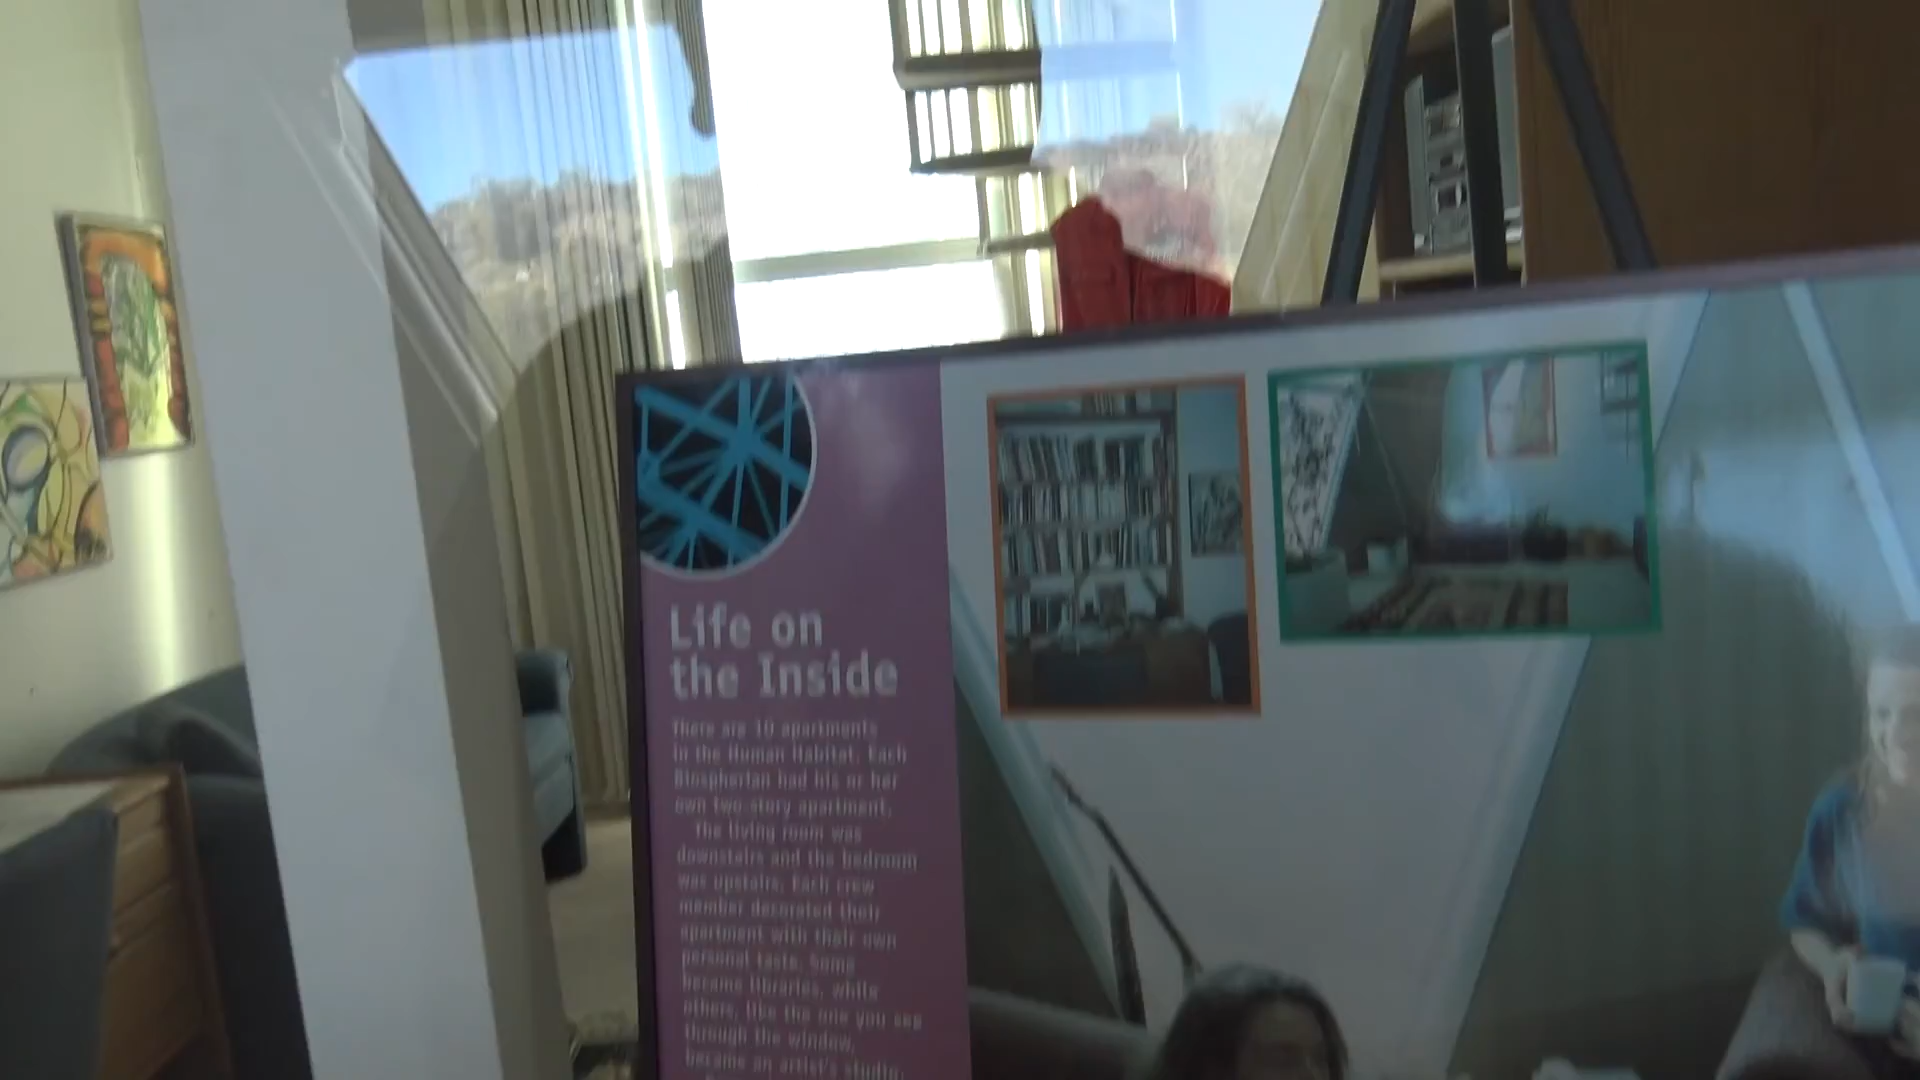 Life on
the Inside
There are 10 apartments
in the Human Habitat. Each
Biospherian had his or her
own two-story apartment.
The living room was
downstairs and the bedroom
was upstairs. Each crew
member decorated their
apartment with their own
personal taste. Some
became libraries, while
others, like the one you see
through the window,
became an artist's studio.